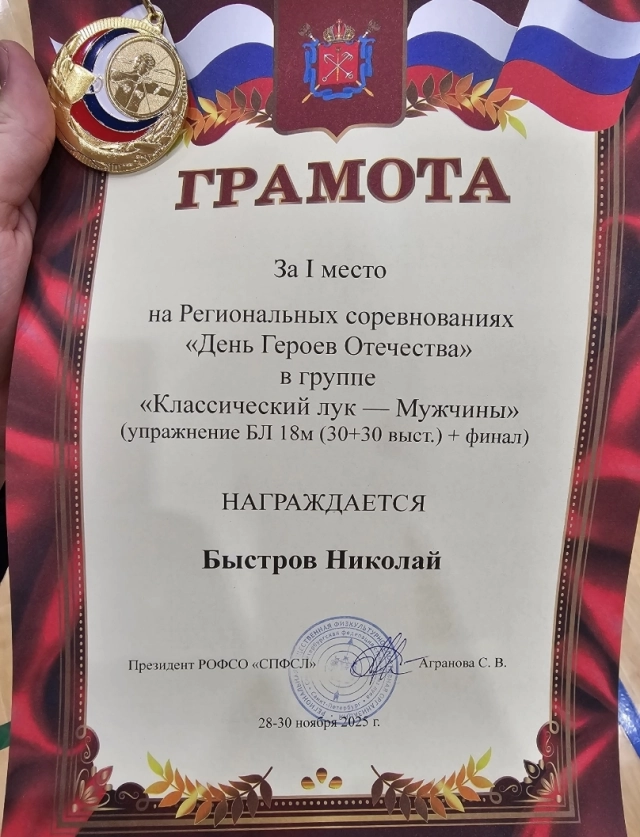 ГРАМОТА
За I место
на Региональных соревнованиях
«День Героев Отечества»
в группе
«Классический лук — Мужчины»
(упражнение БЛ 18м (30+30 выст.) + финал)
НАГРАЖДАЕТСЯ
Быстров Николай
Президент РОФСО «СПФСЛ» Агранова С. В.
28-30 ноября 2025 г.